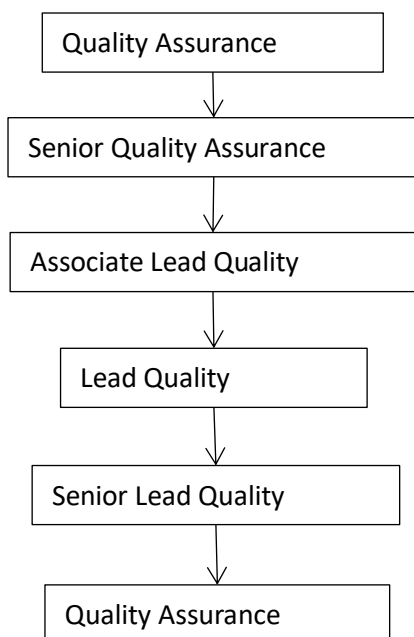 Quality Assurance
Senior Quality Assurance
Associate Lead Quality
Lead Quality
Senior Lead Quality
Quality Assurance